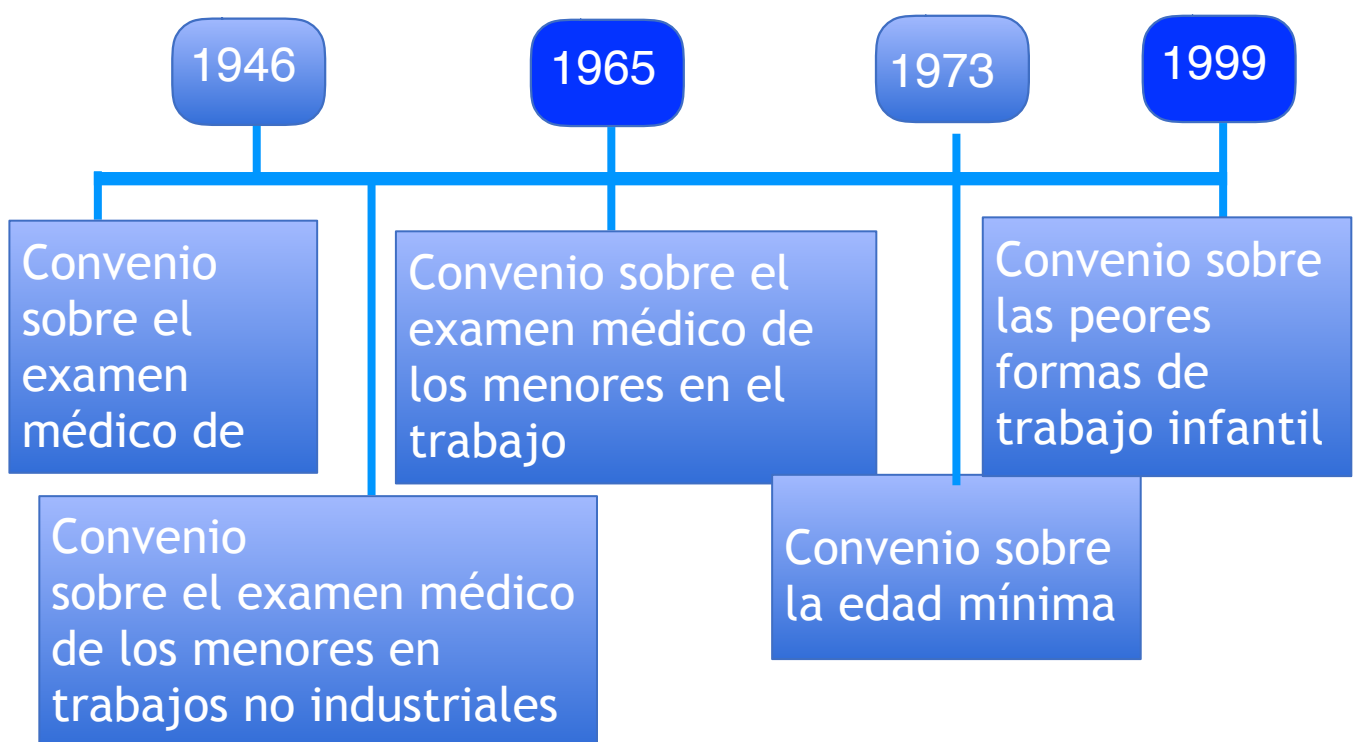 1946
1965
1973
1999
Convenio
sobre el
examen
médico de
Convenio
sobre el examen médico
de los menores en
trabajos no industriales
Convenio sobre el
examen médico de
los menores en el
trabajo
Convenio sobre
la edad mínima
Convenio sobre
las peores
formas de
trabajo infantil